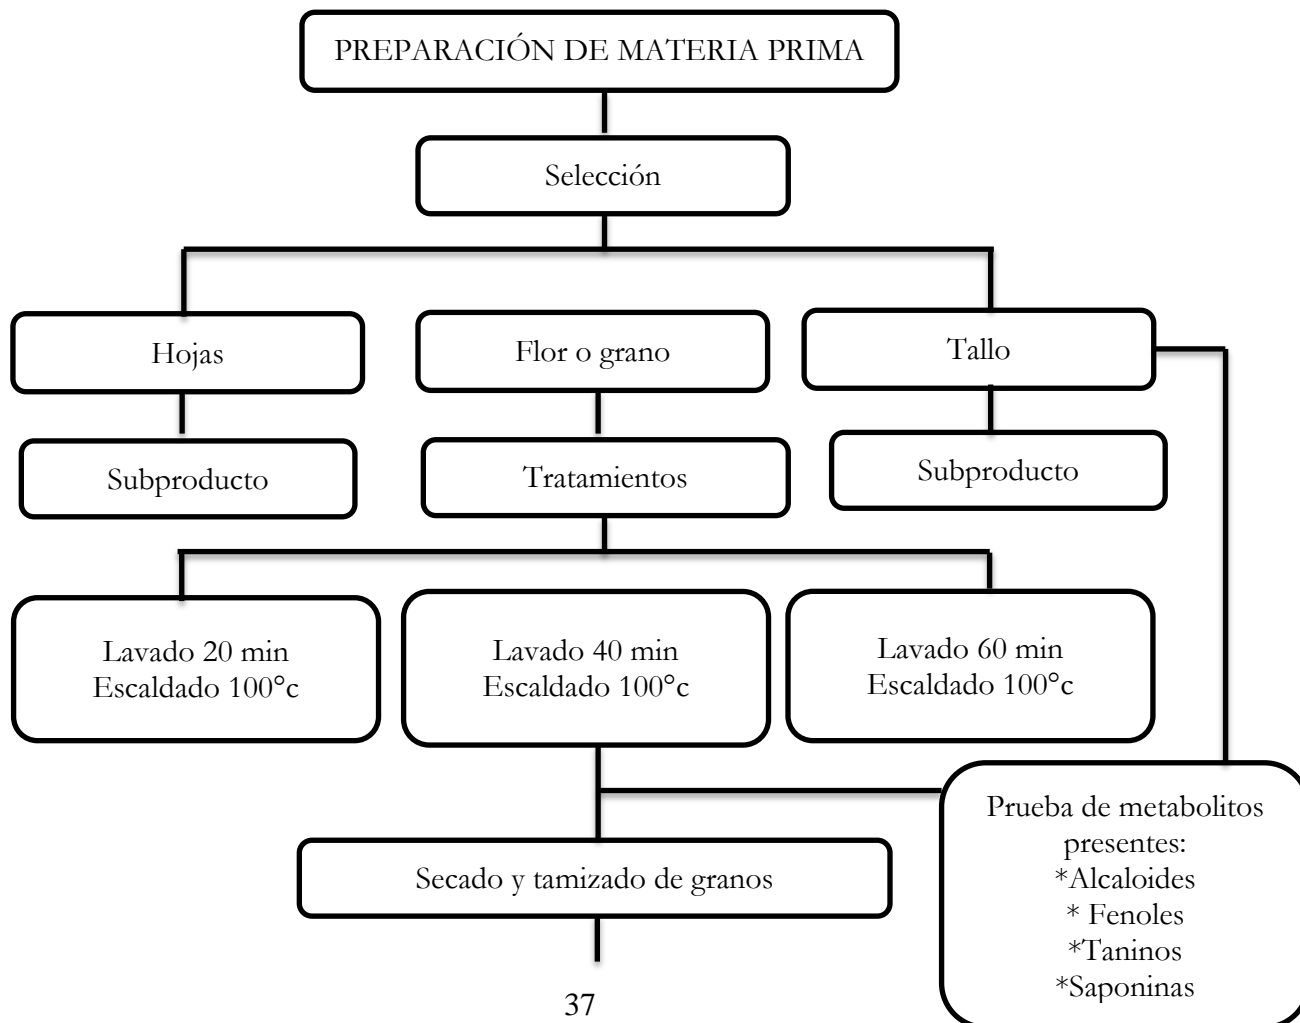 PREPARACIÓN DE MATERIA PRIMA
Selección
Hojas
Flor o grano
Tallo
Subproducto
Tratamientos
Subproducto
Lavado 20 min
Escaldado 100°c
Lavado 40 min
Escaldado 100°c
Lavado 60 min
Escaldado 100°c
Prueba de metabolitos
presentes:
*Alcaloides
* Fenoles
*Taninos
*Saponinas
Secado y tamizado de granos
37